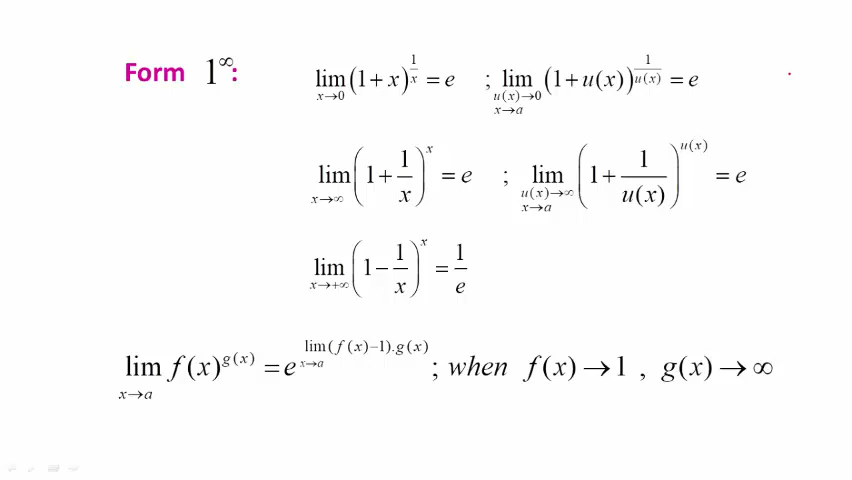 Form 1^∞:
lim_{x→0} (1 + x)^{1/x} = e ; lim_{u(x)→0, x→a} (1 + u(x))^{1/u(x)} = e
lim_{x→∞} (1 + 1/x)^x = e ; lim_{u(x)→∞, x→a} (1 + 1/u(x))^{u(x)} = e
lim_{x→+∞} (1 − 1/x)^x = 1/e
lim_{x→a} f(x)^{g(x)} = e^{lim_{x→a} (f(x)−1).g(x)} ; when f(x) → 1 , g(x) → ∞